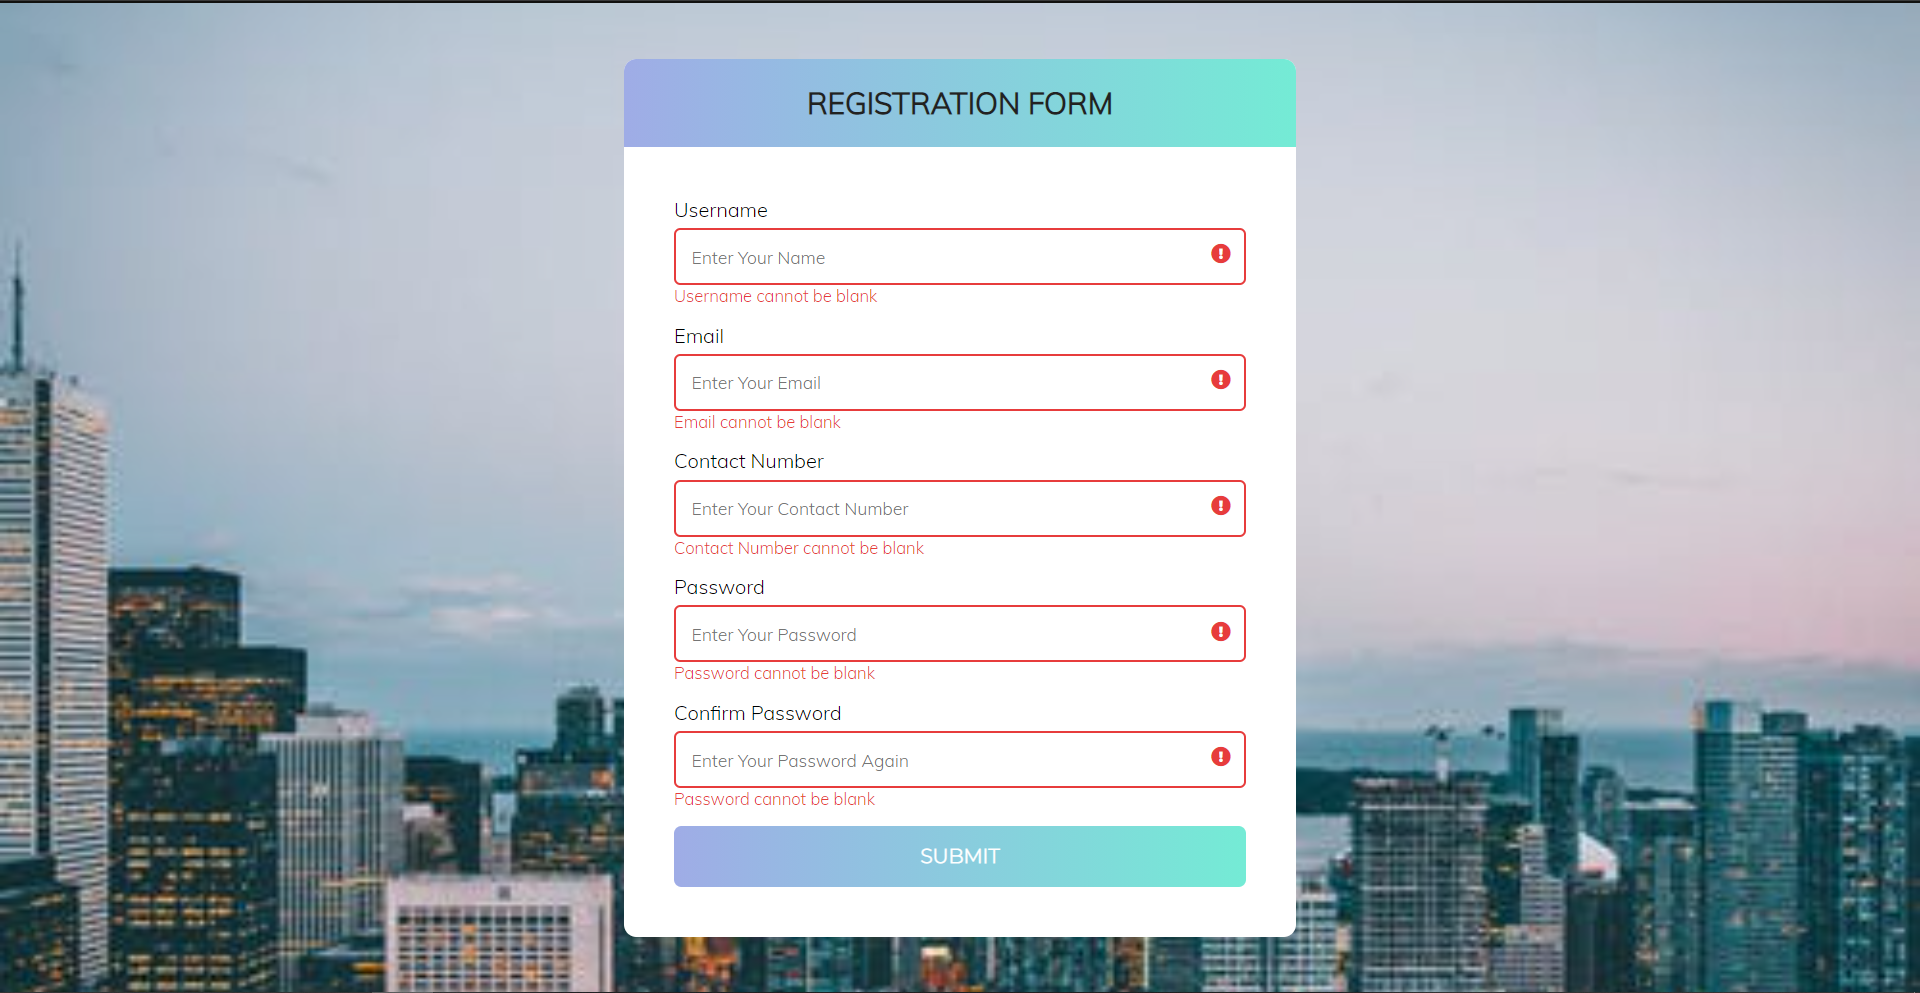 REGISTRATION FORM
Username
Enter Your Name
Username cannot be blank
Email
Enter Your Email
Email cannot be blank
Contact Number
Enter Your Contact Number
Contact Number cannot be blank
Password
Enter Your Password
Password cannot be blank
Confirm Password
Enter Your Password Again
Password cannot be blank
SUBMIT